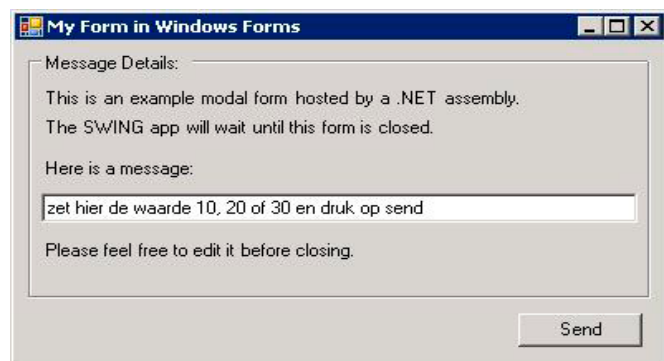 My Form in Windows Forms
Message Details:
This is an example modal form hosted by a .NET assembly.
The SWING app will wait until this form is closed.
Here is a message:
zet hier de waarde 10, 20 of 30 en druk op send
Please feel free to edit it before closing.
Send